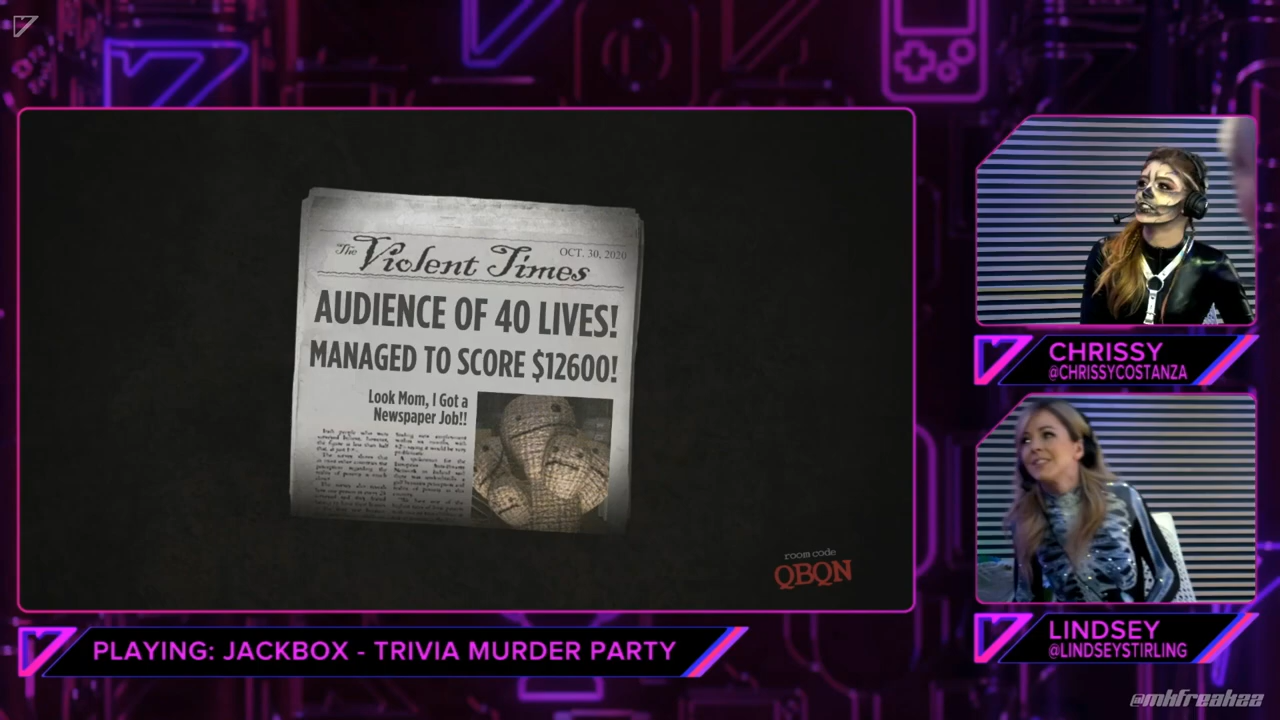 The Violent Times
OCT. 30, 2020
AUDIENCE OF 40 LIVES!
MANAGED TO SCORE $12600!
Look Mom, I Got a
Newspaper Job!!
room code
QBQN
CHRISSY
@CHRISSYCOSTANZA
LINDSEY
@LINDSEYSTIRLING
PLAYING: JACKBOX - TRIVIA MURDER PARTY
@mkfreak22